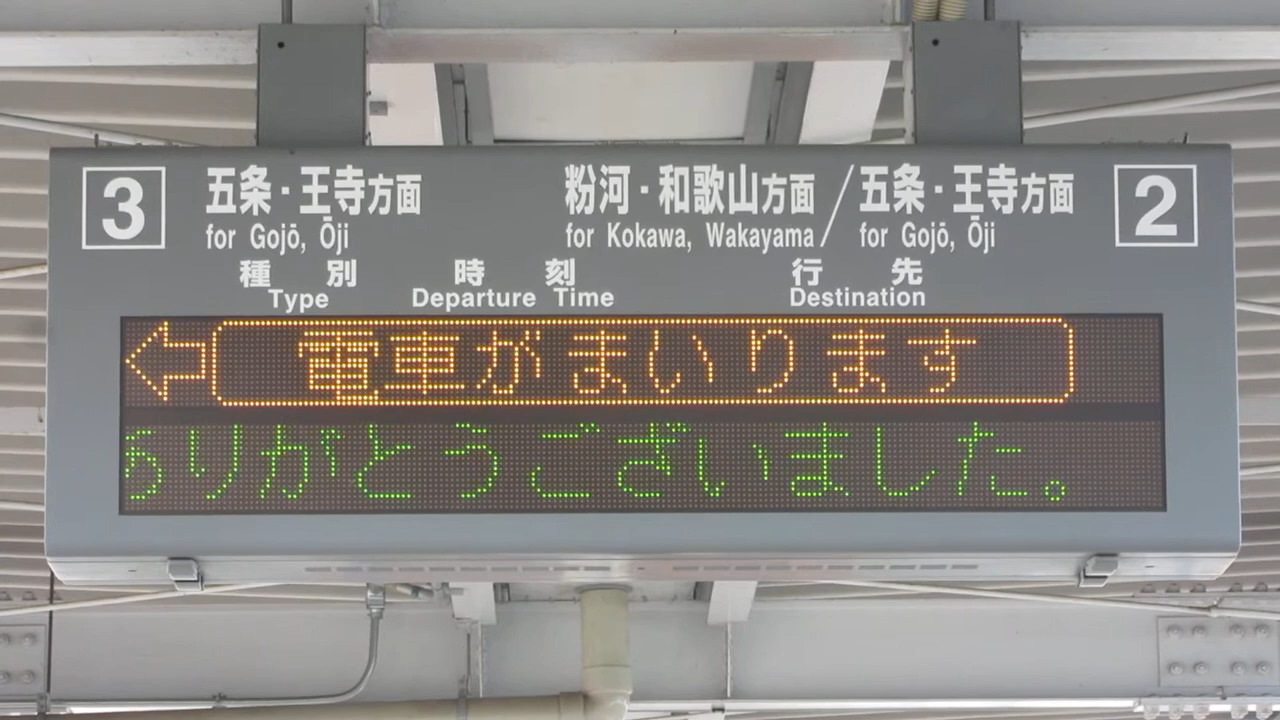 3 五条・王寺方面 粉河・和歌山方面/五条・王寺方面 2
for Gojō, Ōji for Kokawa, Wakayama for Gojō, Ōji
種別 時刻 行先
Type Departure Time Destination
電車がまいります
ありがとうございました。